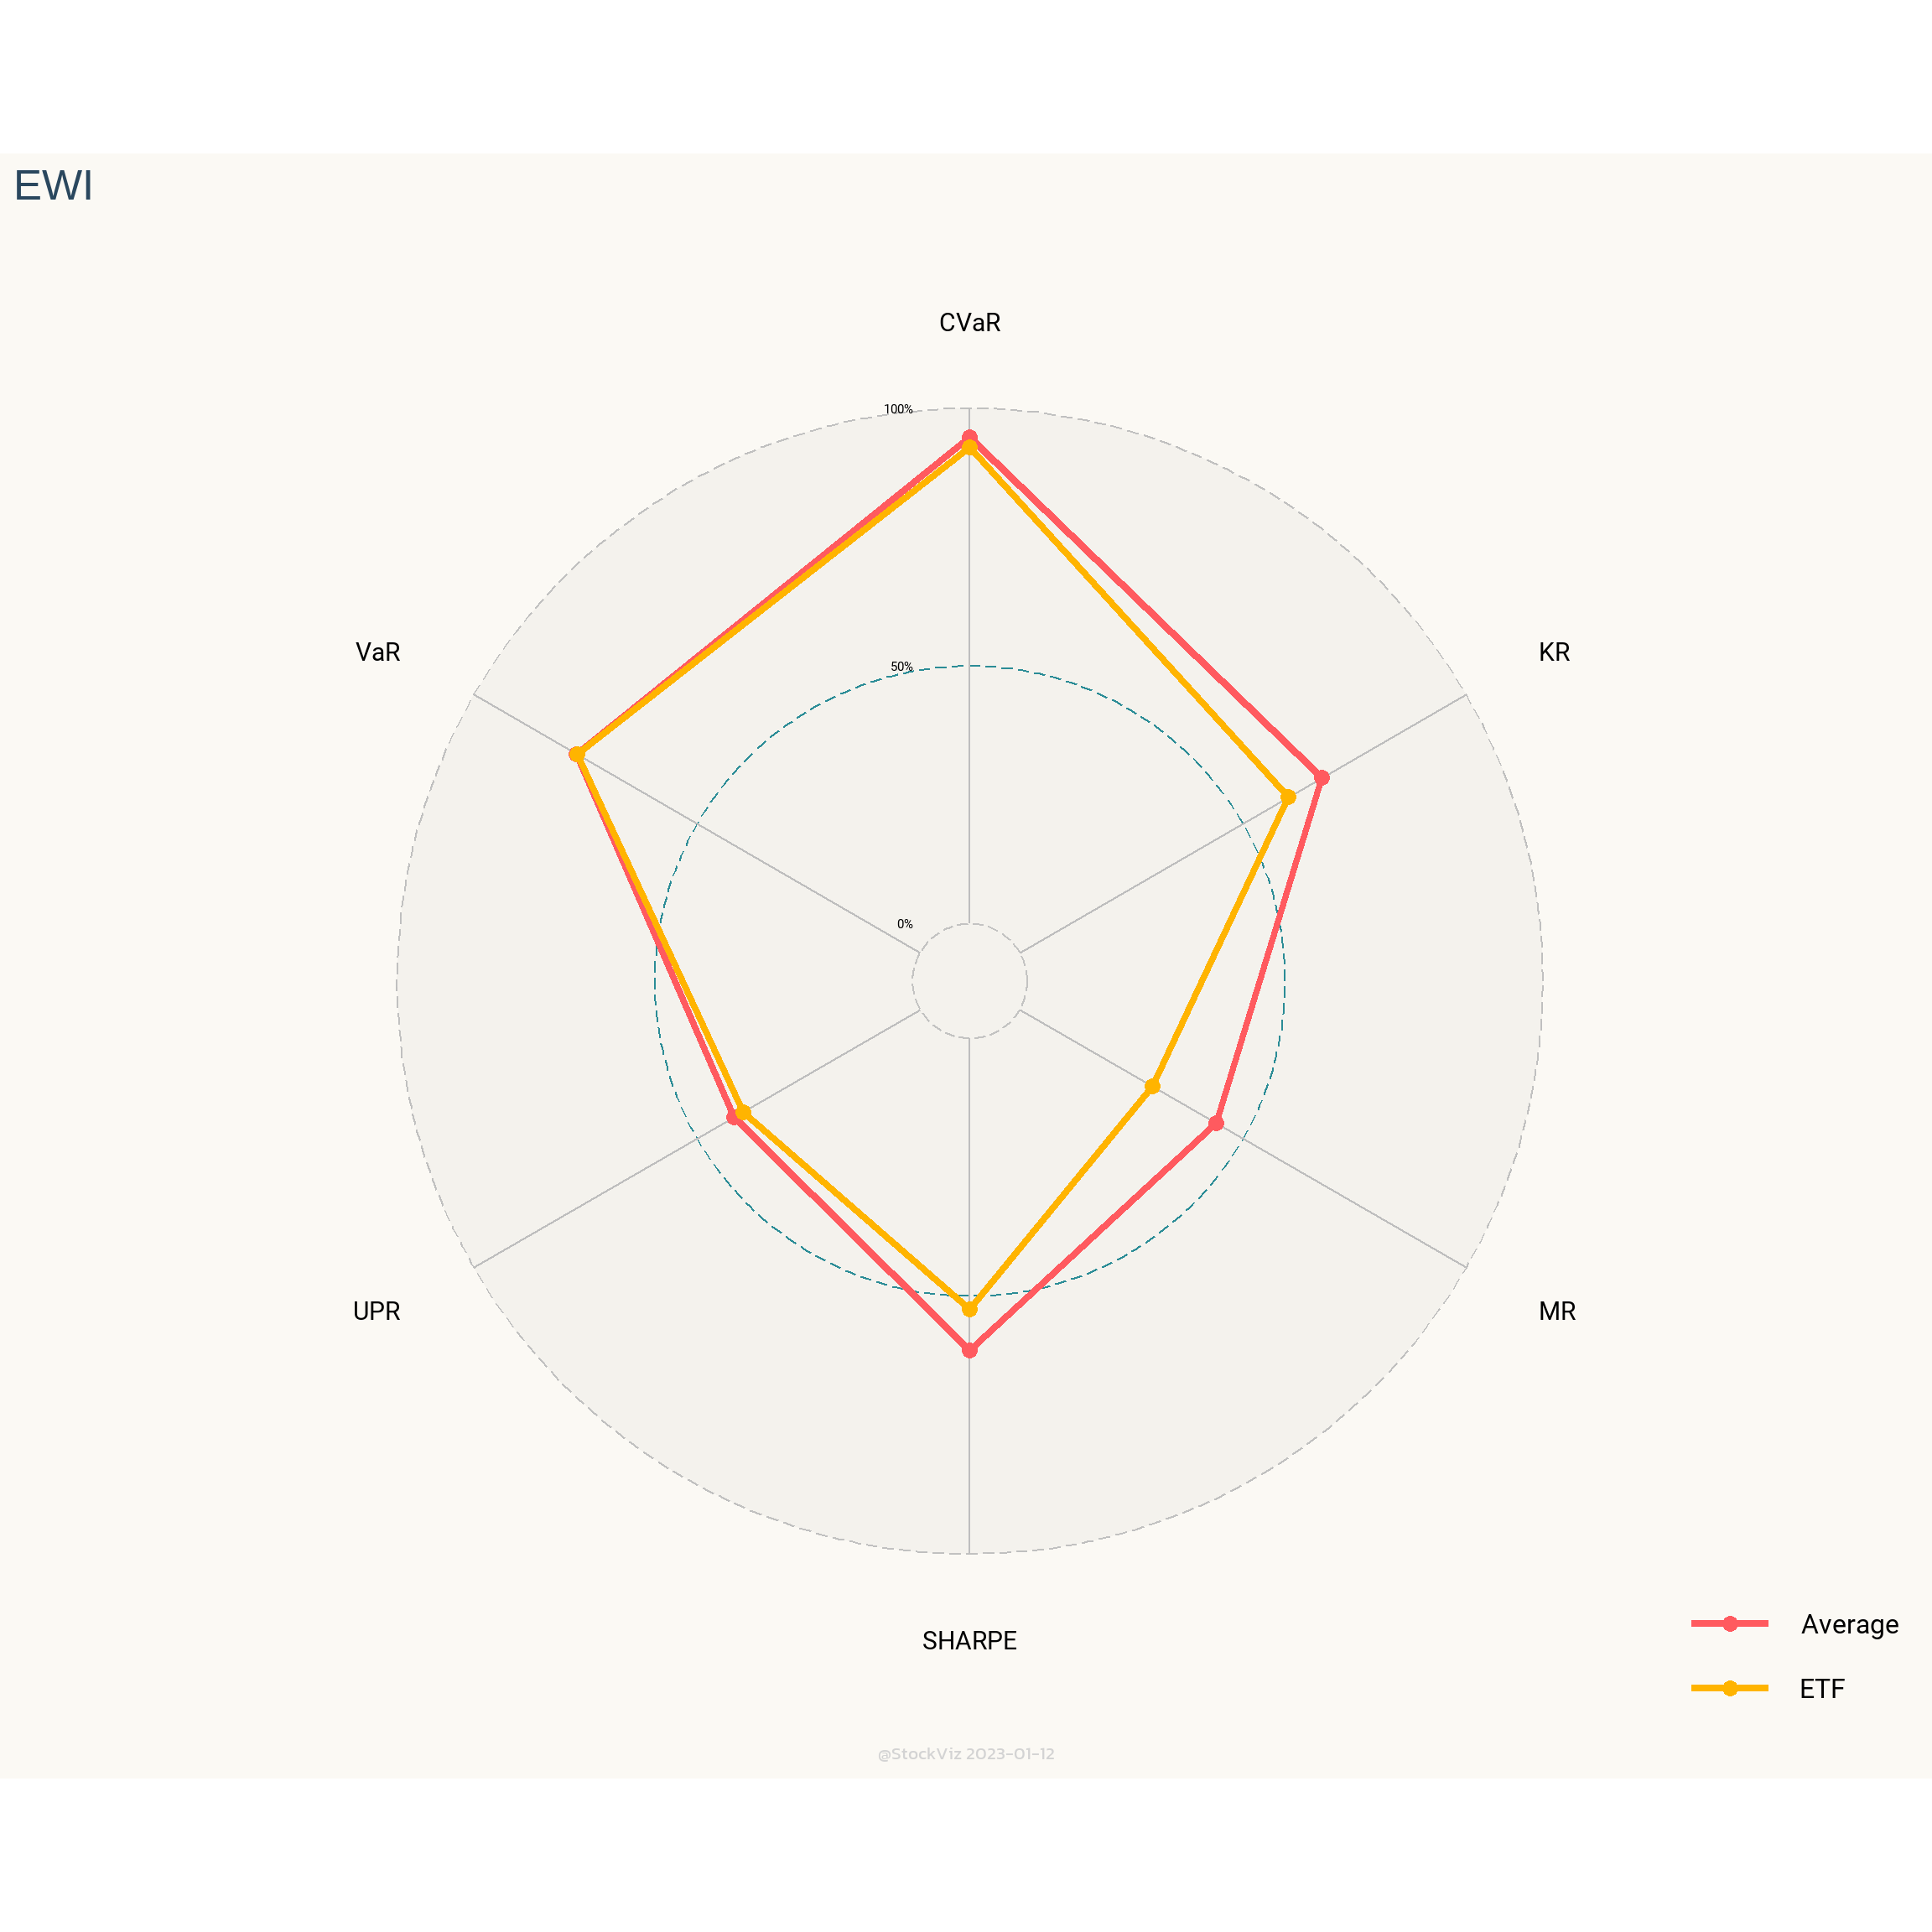 EWI
CVaR
100%
KR
VaR
50%
0%
UPR
MR
SHARPE
Average
ETF
@StockViz 2023-01-12